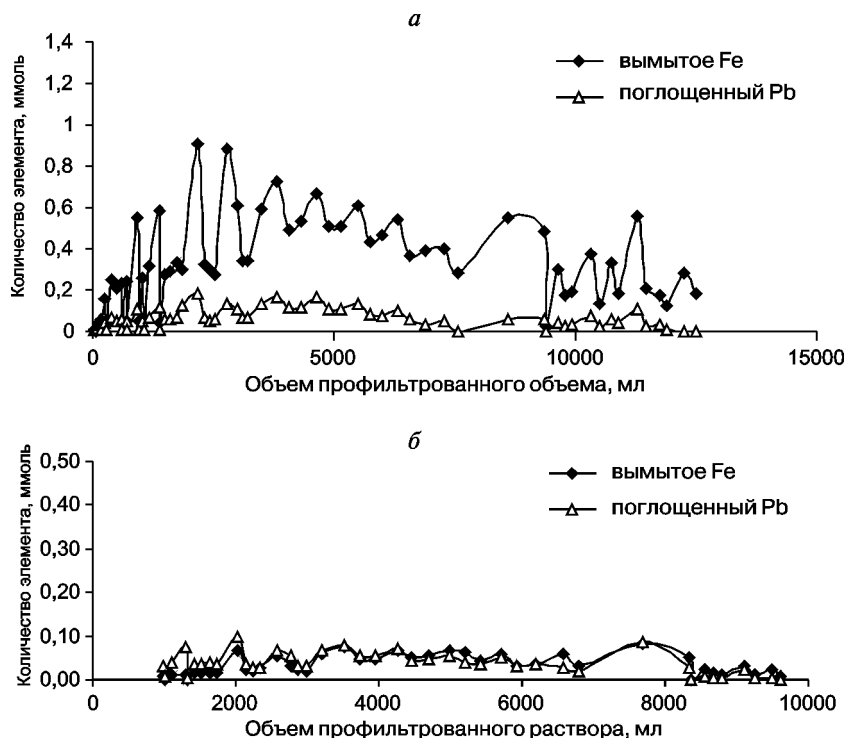 а
Количество элемента, ммоль
1,4
1,2
1
0,8
0,6
0,4
0,2
0
0
5000
10000
15000
вымытое Fe
поглощенный Pb
Объем профильтрованного объема, мл
б
Количество элемента, ммоль
0,50
0,40
0,30
0,20
0,10
0,00
0
2000
4000
6000
8000
10000
вымытое Fe
поглощенный Pb
Объем профильтрованного раствора, мл